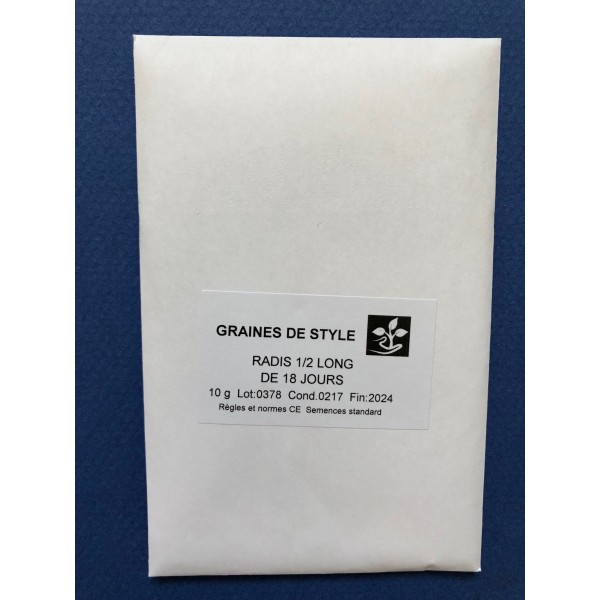 GRAINES DE STYLE
RADIS 1/2 LONG
DE 18 JOURS
10 g Lot:0378 Cond.0217 Fin:2024
Règles et normes CE Semences standard